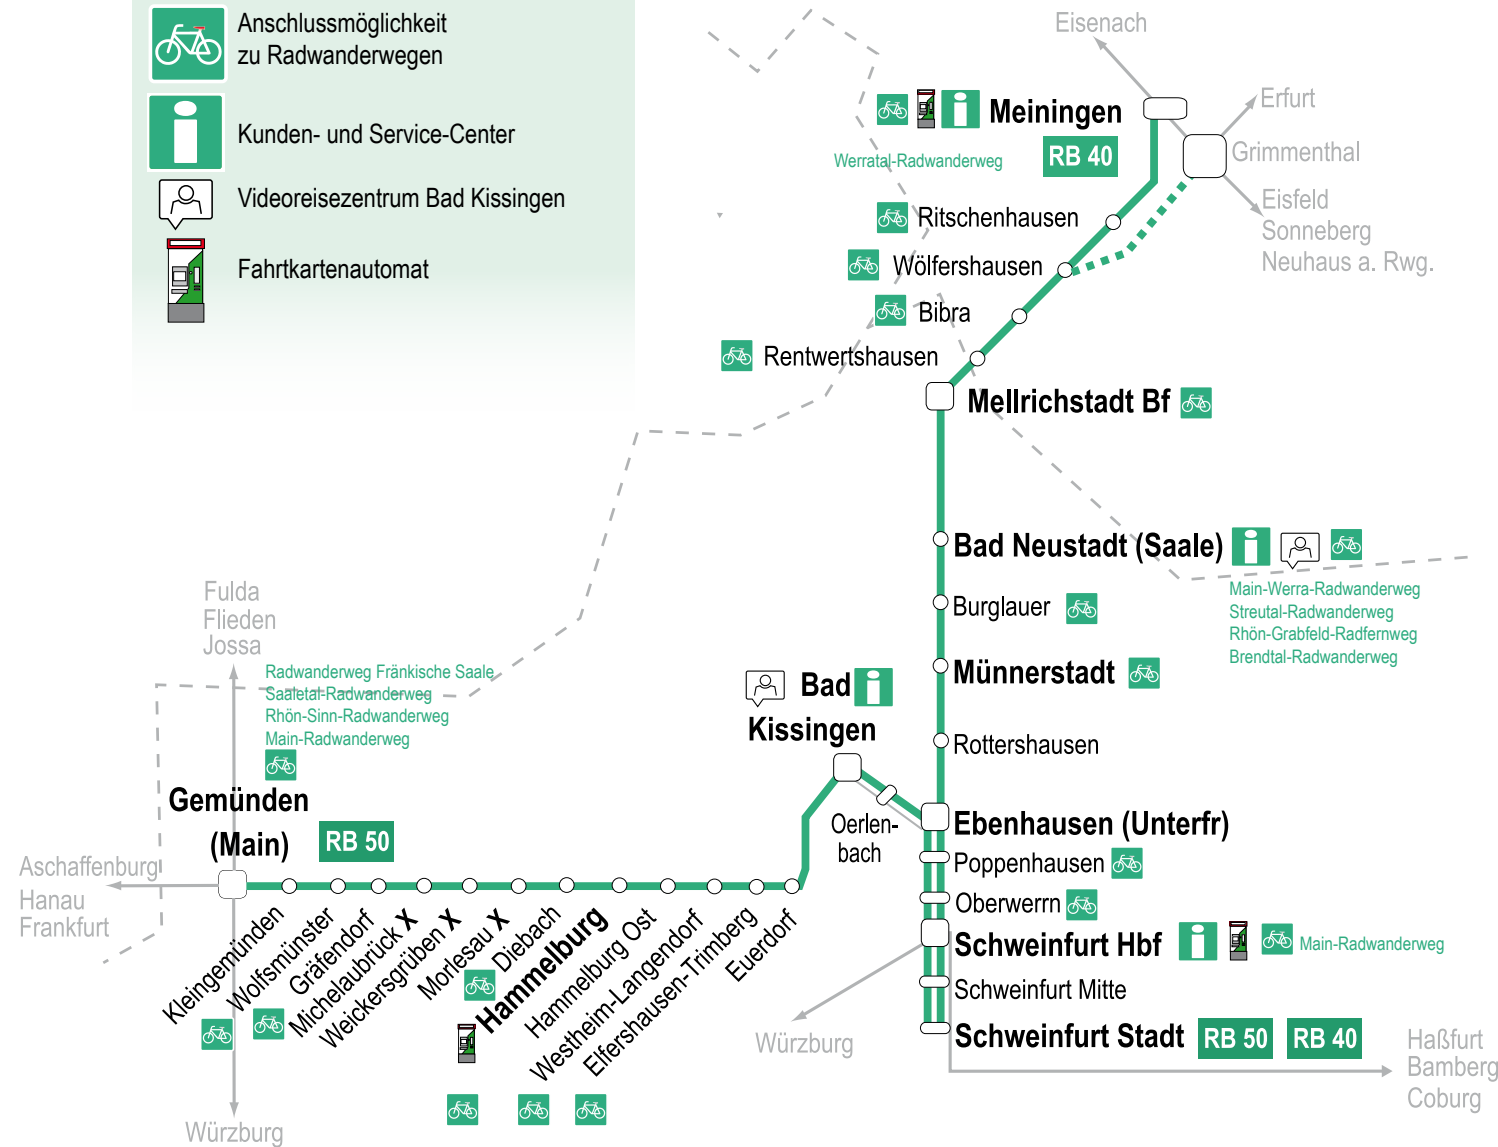 Anschlussmöglichkeit
zu Radwanderwegen
Kunden- und Service-Center
Videoreisezentrum Bad Kissingen
Fahrtkartenautomat
Eisenach
Erfurt
Meiningen
Werratal-Radwanderweg
RB 40
Grimmenthal
Eisfeld
Sonneberg
Neuhaus a. Rwg.
Ritschenhausen
Wölfershausen
Bibra
Rentwertshausen
Mellrichstadt Bf
Bad Neustadt (Saale)
Main-Werra-Radwanderweg
Streutal-Radwanderweg
Rhön-Grabfeld-Radfernweg
Brendtal-Radwanderweg
Burglauer
Münnerstadt
Rottershausen
Fulda
Flieden
Jossa
Radwanderweg Fränkische Saale
Saaletal-Radwanderweg
Rhön-Sinn-Radwanderweg
Main-Radwanderweg
Bad
Kissingen
Gemünden
(Main)
RB 50
Oerlen-
bach
Ebenhausen (Unterfr)
Poppenhausen
Oberwerrn
Schweinfurt Hbf
Main-Radwanderweg
Schweinfurt Mitte
Schweinfurt Stadt
RB 50
RB 40
Aschaffenburg
Hanau
Frankfurt
Kleingemünden
Wolfsmünster
Gräfendorf
Michelaubrück X
Weickersgrüben X
Morlesau X
Diebach
Hammelburg
Hammelburg Ost
Westheim-Langendorf
Elfershausen-Trimberg
Euerdorf
Würzburg
Würzburg
Haßfurt
Bamberg
Coburg